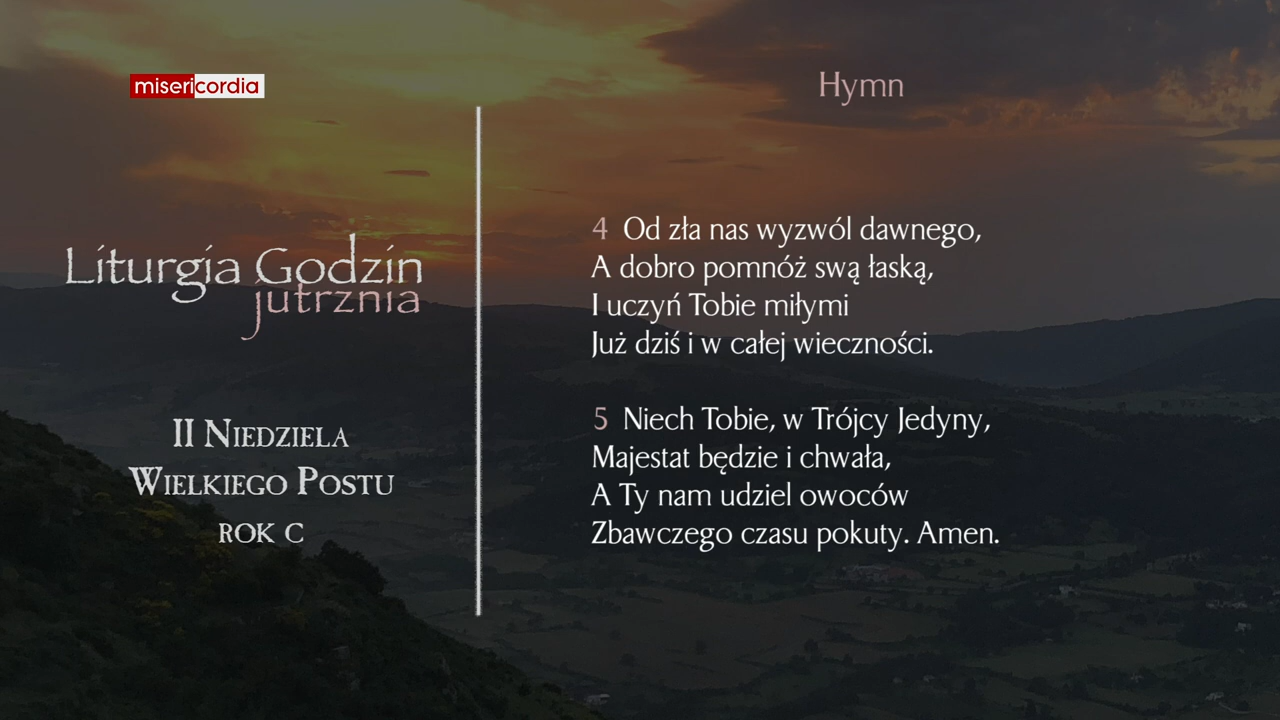 misericordia
Liturgia Godzin
jutrznia
II Niedziela
Wielkiego Postu
rok C
Hymn
4 Od zła nas wyzwól dawnego,
A dobro pomnóż swą łaską,
I uczyń Tobie miłymi
Już dziś i w całej wieczności.
5 Niech Tobie, w Trójcy Jedyny,
Majestat będzie i chwała,
A Ty nam udziel owoców
Zbawczego czasu pokuty. Amen.